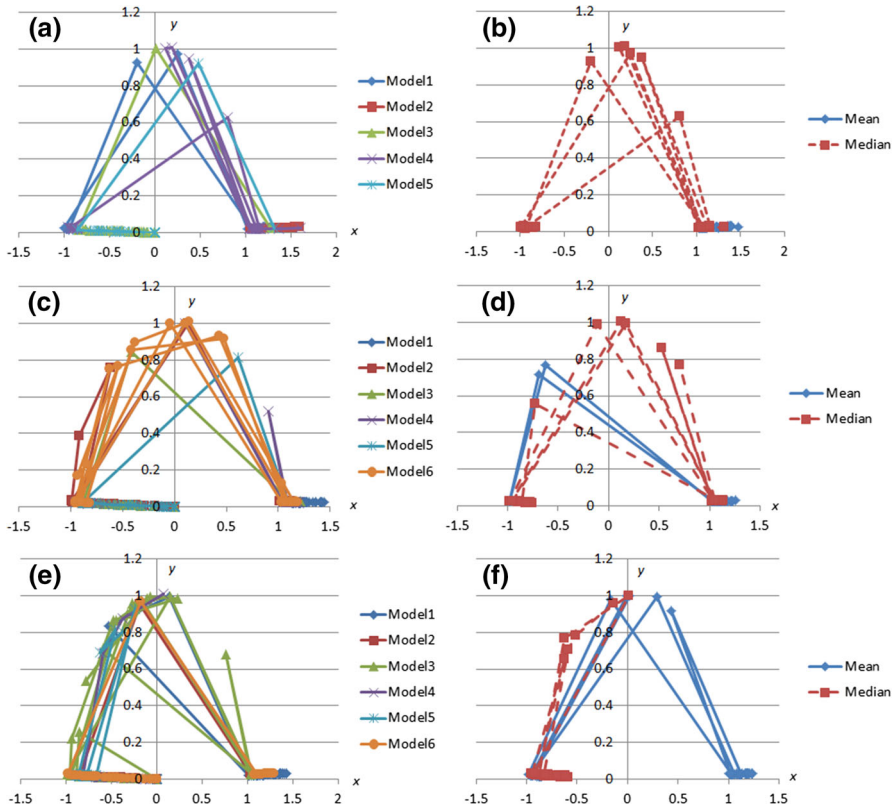 (a)
y
1.2
1
0.8
0.6
0.4
0.2
0
-1.5 -1 -0.5 0 0.5 1 1.5 2
x
Model1
Model2
Model3
Model4
Model5
(b)
y
1.2
1
0.8
0.6
0.4
0.2
0
-1.5 -1 -0.5 0 0.5 1 1.5 2
x
Mean
Median
(c)
y
1.2
1
0.8
0.6
0.4
0.2
0
-1.5 -1 -0.5 0 0.5 1 1.5
x
Model1
Model2
Model3
Model4
Model5
Model6
(d)
y
1.2
1
0.8
0.6
0.4
0.2
0
-1.5 -1 -0.5 0 0.5 1 1.5
x
Mean
Median
(e)
y
1.2
1
0.8
0.6
0.4
0.2
0
-1.5 -1 -0.5 0 0.5 1 1.5 2
x
Model1
Model2
Model3
Model4
Model5
Model6
(f)
y
1.2
1
0.8
0.6
0.4
0.2
0
-1.5 -1 -0.5 0 0.5 1 1.5
x
Mean
Median